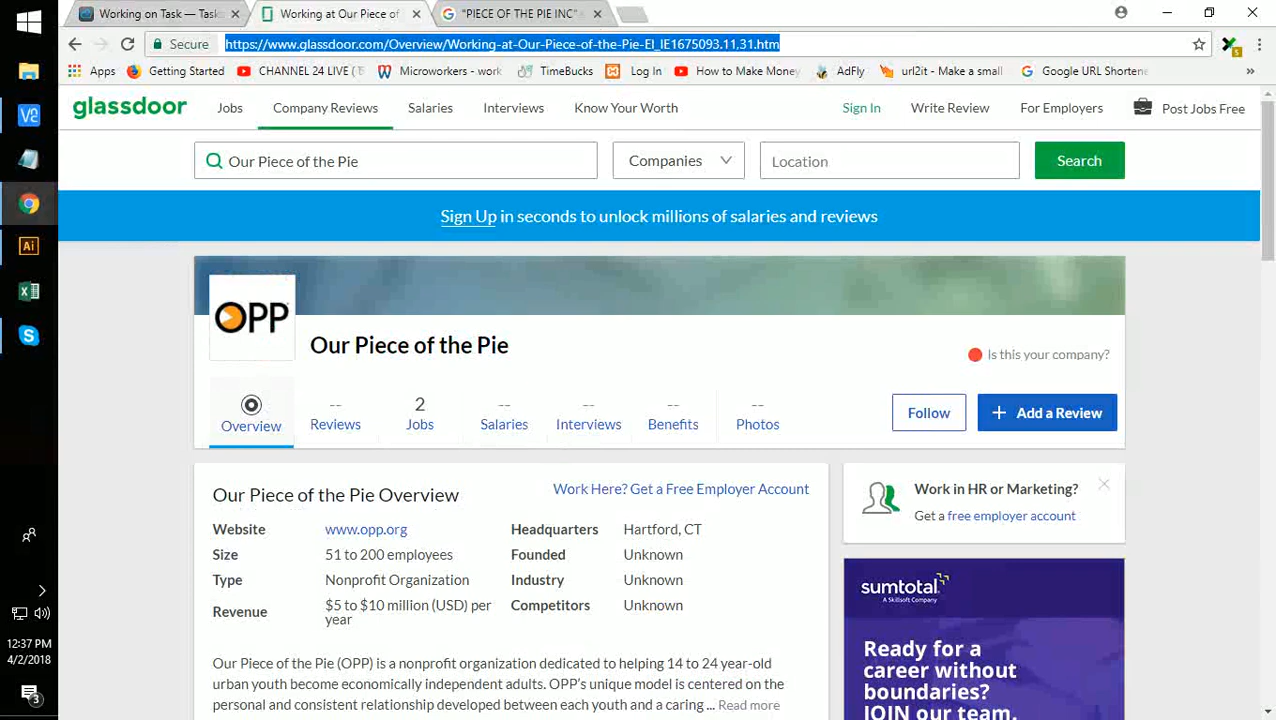 Working on Task — Task
Working at Our Piece of
"PIECE OF THE PIE INC"
Secure
https://www.glassdoor.com/Overview/Working-at-Our-Piece-of-the-Pie-EI_IE1675093.11,31.htm
5
Apps
Getting Started
CHANNEL 24 LIVE (
Microworkers - work
TimeBucks
Log In
How to Make Money
AdFly
url2it - Make a small
Google URL Shortene
»
glassdoor
Jobs
Company Reviews
Salaries
Interviews
Know Your Worth
Sign In
Write Review
For Employers
Post Jobs Free
Our Piece of the Pie
Companies
Location
Search
Sign Up in seconds to unlock millions of salaries and reviews
OPP
Our Piece of the Pie
Is this your company?
Overview
-- Reviews
2 Jobs
-- Salaries
-- Interviews
-- Benefits
-- Photos
Follow
+ Add a Review
Our Piece of the Pie Overview
Work Here? Get a Free Employer Account
Website www.opp.org Headquarters Hartford, CT
Size 51 to 200 employees Founded Unknown
Type Nonprofit Organization Industry Unknown
Revenue $5 to $10 million (USD) per year Competitors Unknown
Our Piece of the Pie (OPP) is a nonprofit organization dedicated to helping 14 to 24 year-old
urban youth become economically independent adults. OPP's unique model is centered on the
personal and consistent relationship developed between each youth and a caring ... Read more
Work in HR or Marketing?
Get a free employer account
sumtotal
A Skillsoft Company
Ready for a
career without
boundaries?
JOIN our team.
Ai
12:37 PM
4/2/2018
3